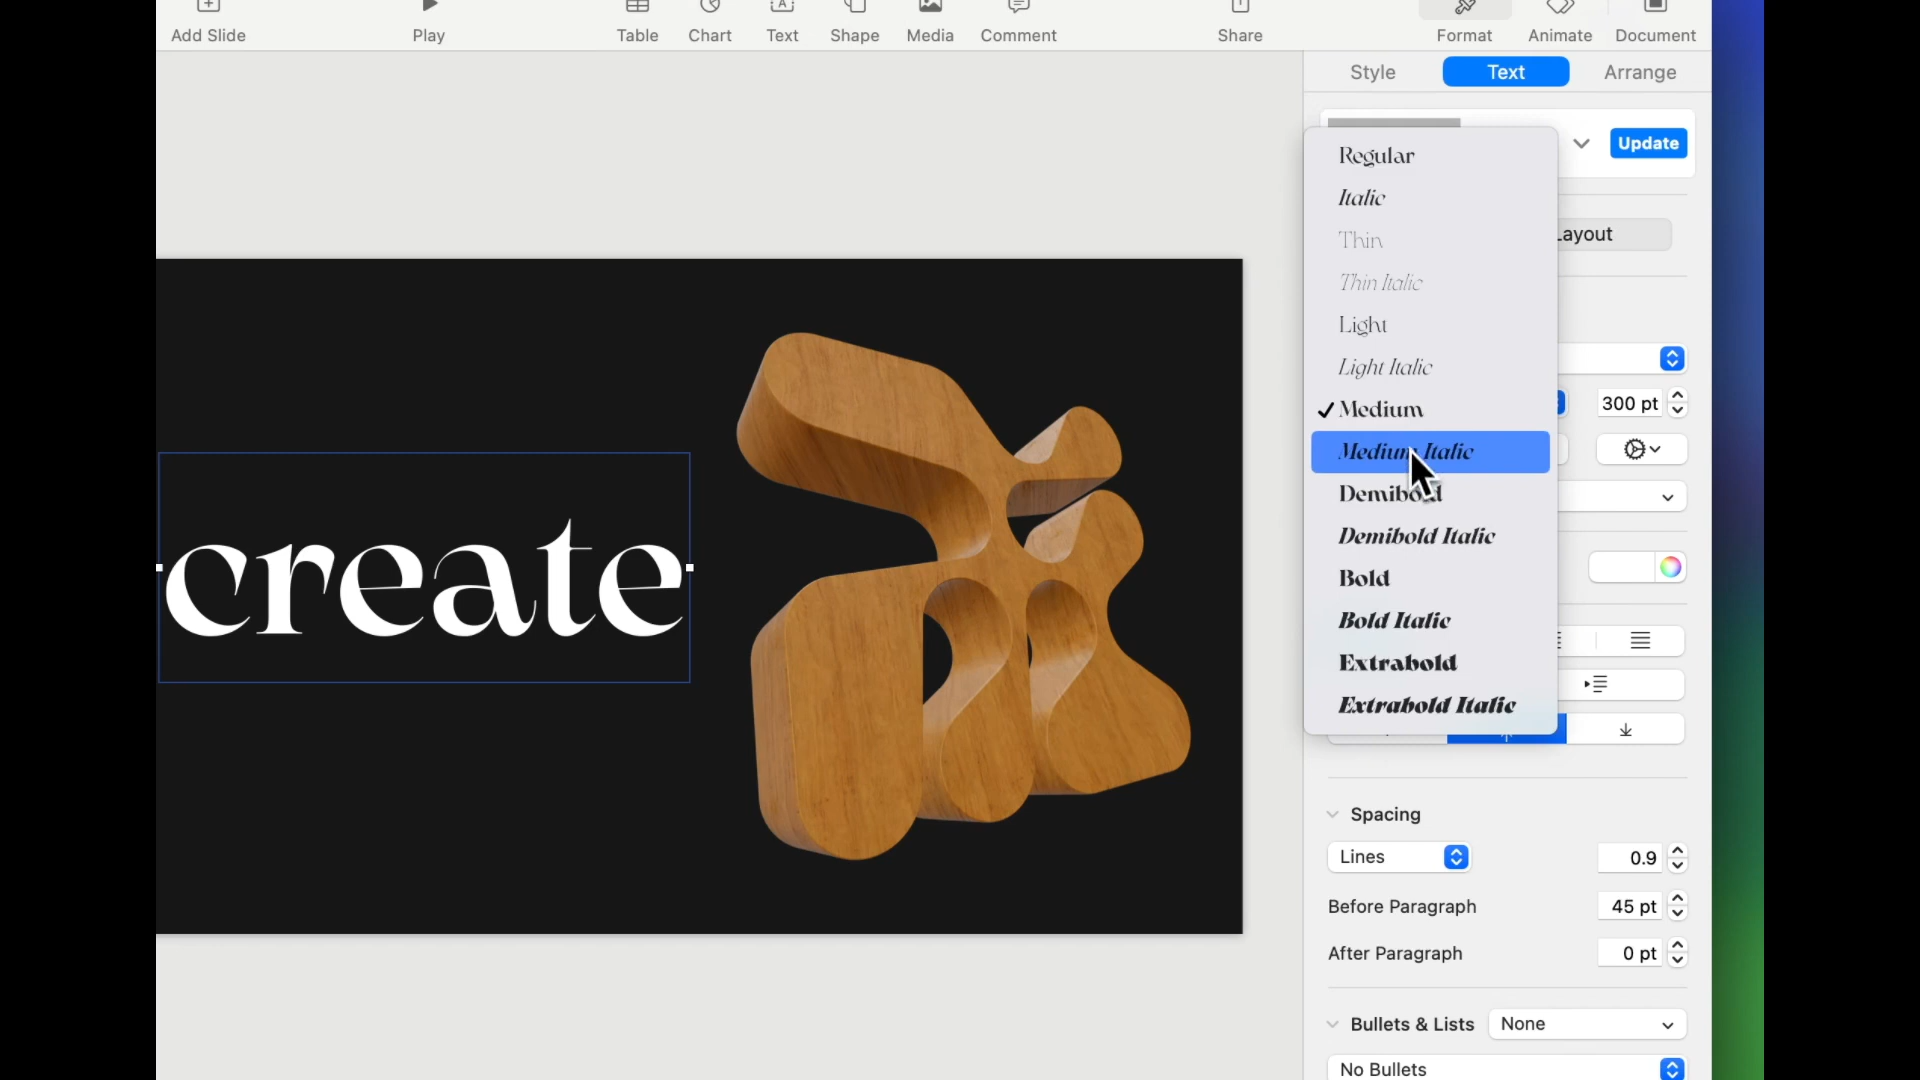 Add Slide
Play
Table
Chart
Text
Shape
Media
Comment
Share
Format
Animate
Document
Style
Text
Arrange
Update
Regular
Italic
Layout
Thin
Thin Italic
Light
Light Italic
✓ Medium
300 pt
Medium Italic
Demibold
Demibold Italic
Bold
Bold Italic
Extrabold
Extrabold Italic
create
Spacing
Lines
0.9
Before Paragraph
45 pt
After Paragraph
0 pt
Bullets & Lists
None
No Bullets